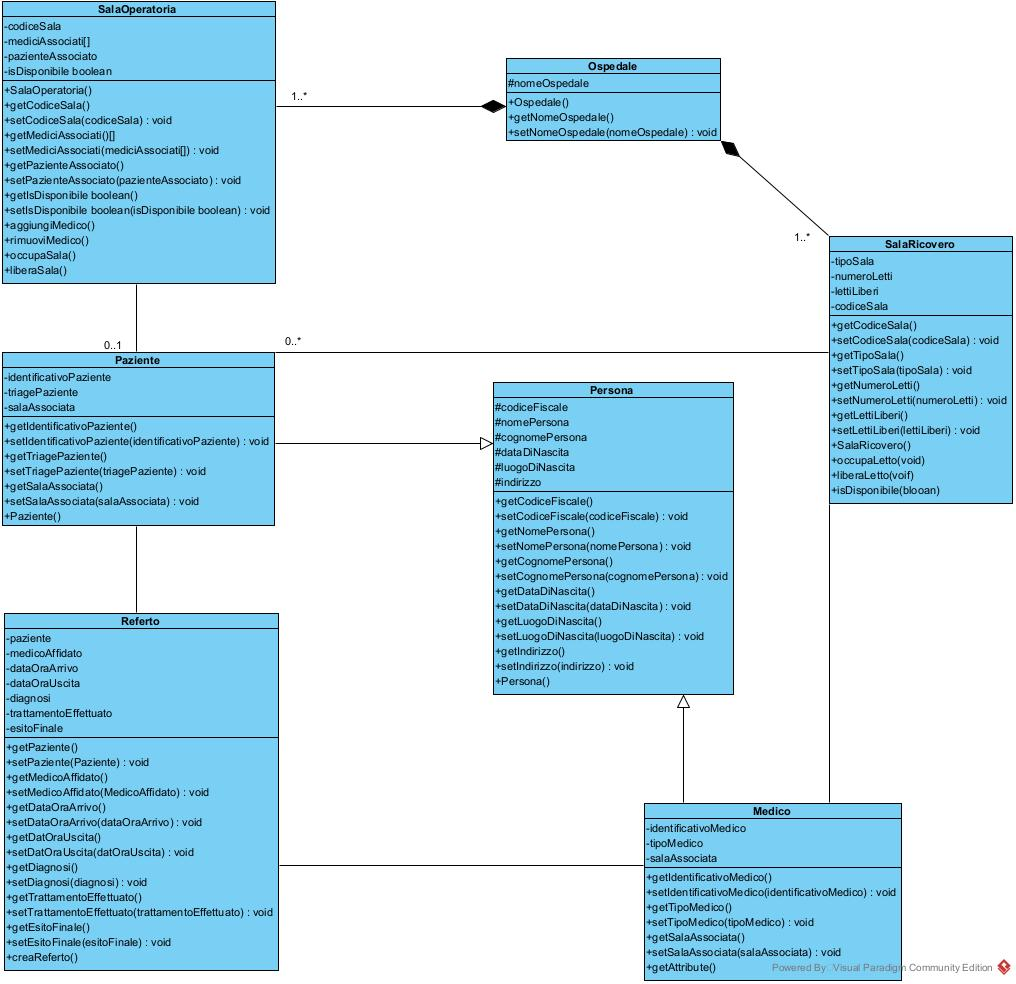 SalaOperatoria
-codiceSala
-mediciAssociati[]
-pazienteAssociato
-isDisponibile boolean
+SalaOperatoria()
+getCodiceSala()
+setCodiceSala(codiceSala) : void
+getMediciAssociati()[]
+setMediciAssociati(mediciAssociati[]) : void
+getPazienteAssociato()
+setPazienteAssociato(pazienteAssociato) : void
+getIsDisponibile boolean()
+setIsDisponibile boolean(isDisponibile boolean) : void
+aggiungiMedico()
+rimuoviMedico()
+occupaSala()
+liberaSala()
1..*
Ospedale
#nomeOspedale
+Ospedale()
+getNomeOspedale()
+setNomeOspedale(nomeOspedale) : void
1..*
SalaRicovero
-tipoSala
-numeroLetti
-lettiLiberi
-codiceSala
+getCodiceSala()
+setCodiceSala(codiceSala) : void
+getTipoSala()
+setTipoSala(tipoSala) : void
+getNumeroLetti()
+setNumeroLetti(numeroLetti) : void
+getLettiLiberi()
+setLettiLiberi(lettiLiberi) : void
+SalaRicovero()
+occupaLetto(void)
+liberaLetto(voif)
+isDisponibile(blooan)
0..1
0..*
Paziente
-identificativoPaziente
-triagePaziente
-salaAssociata
+getIdentificativoPaziente()
+setIdentificativoPaziente(identificativoPaziente) : void
+getTriagePaziente()
+setTriagePaziente(triagePaziente) : void
+getSalaAssociata()
+setSalaAssociata(salaAssociata) : void
+Paziente()
Persona
#codiceFiscale
#nomePersona
#cognomePersona
#dataDiNascita
#luogoDiNascita
#indirizzo
+getCodiceFiscale()
+setCodiceFiscale(codiceFiscale) : void
+getNomePersona()
+setNomePersona(nomePersona) : void
+getCognomePersona()
+setCognomePersona(cognomePersona) : void
+getDataDiNascita()
+setDataDiNascita(dataDiNascita) : void
+getLuogoDiNascita()
+setLuogoDiNascita(luogoDiNascita) : void
+getIndirizzo()
+setIndirizzo(indirizzo) : void
+Persona()
Referto
-paziente
-medicoAffidato
-dataOraArrivo
-dataOraUscita
-diagnosi
-trattamentoEffettuato
-esitoFinale
+getPaziente()
+setPaziente(Paziente) : void
+getMedicoAffidato()
+setMedicoAffidato(MedicoAffidato) : void
+getDataOraArrivo()
+setDataOraArrivo(dataOraArrivo) : void
+getDatOraUscita()
+setDatOraUscita(datOraUscita) : void
+getDiagnosi()
+setDiagnosi(diagnosi) : void
+getTrattamentoEffettuato()
+setTrattamentoEffettuato(trattamentoEffettuato) : void
+getEsitoFinale()
+setEsitoFinale(esitoFinale) : void
+creaReferto()
Medico
-identificativoMedico
-tipoMedico
-salaAssociata
+getIdentificativoMedico()
+setIdentificativoMedico(identificativoMedico) : void
+getTipoMedico()
+setTipoMedico(tipoMedico) : void
+getSalaAssociata()
+setSalaAssociata(salaAssociata) : void
+getAttribute()
Powered By Visual Paradigm Community Edition